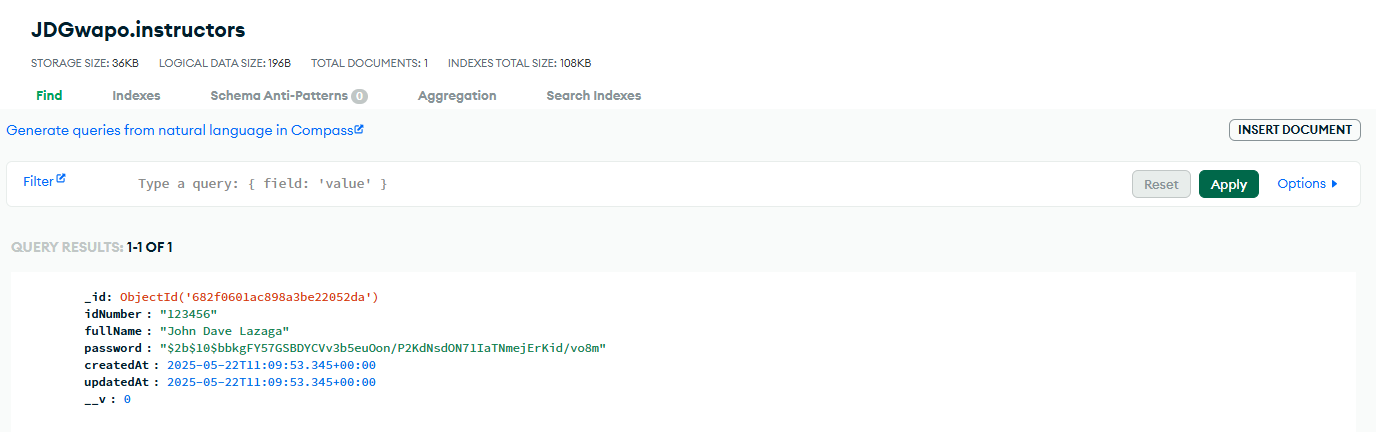 JDGwapo.instructors
STORAGE SIZE: 36KB LOGICAL DATA SIZE: 196B TOTAL DOCUMENTS: 1 INDEXES TOTAL SIZE: 108KB
Find Indexes Schema Anti-Patterns 0 Aggregation Search Indexes
Generate queries from natural language in Compass
INSERT DOCUMENT
Filter Type a query: { field: 'value' } Reset Apply Options
QUERY RESULTS: 1-1 OF 1
_id: ObjectId('682f0601ac898a3be22052da')
idNumber : "123456"
fullName : "John Dave Lazaga"
password : "$2b$10$bbkgFY57GSBDYCVv3b5euOon/P2KdNsdON71IaTNmejErKid/vo8m"
createdAt : 2025-05-22T11:09:53.345+00:00
updatedAt : 2025-05-22T11:09:53.345+00:00
__v : 0